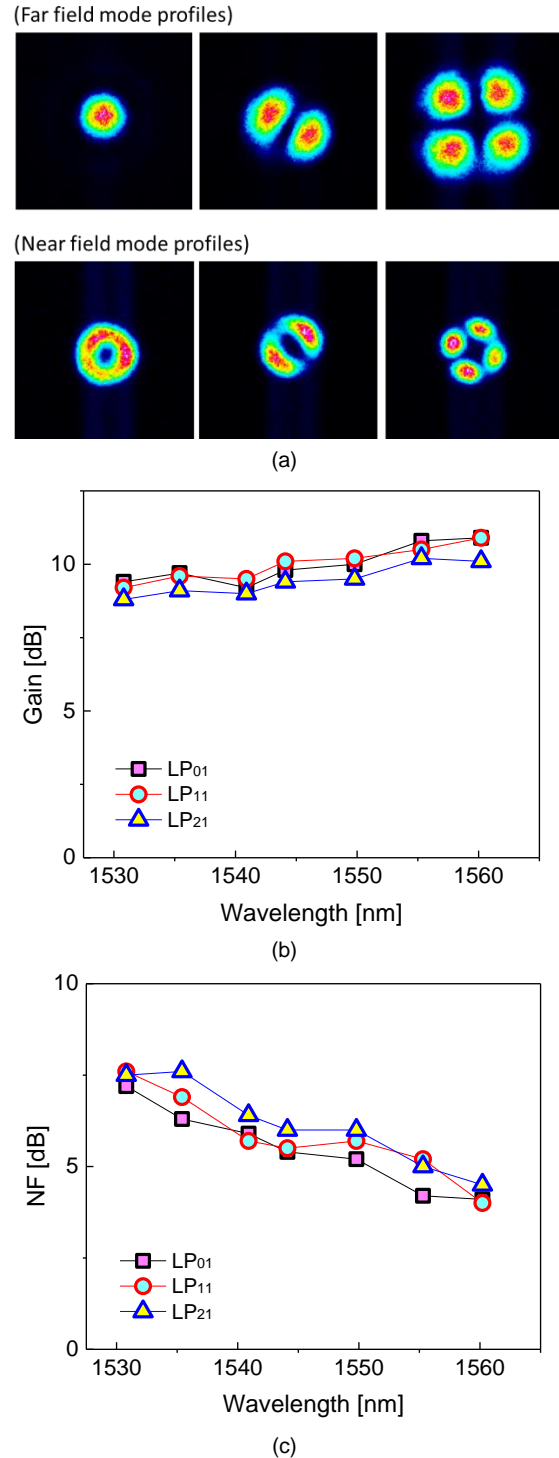 (Far field mode profiles)
(Near field mode profiles)
(a)
10
5
0
Gain [dB]
LP01
LP11
LP21
1530 1540 1550 1560
Wavelength [nm]
(b)
10
5
0
NF [dB]
LP01
LP11
LP21
1530 1540 1550 1560
Wavelength [nm]
(c)